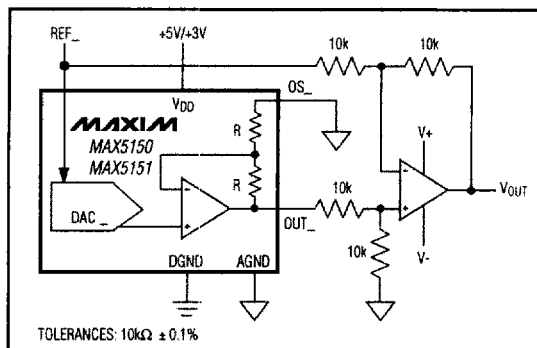 REF_
+5V/+3V
10k
10k
VDD
OS_
MAXIM
MAX5150
MAX5151
R
R
V+
-
-
+
+
DAC _
10k
VOUT
OUT_
10k
V-
DGND
AGND
TOLERANCES: 10kΩ ± 0.1%